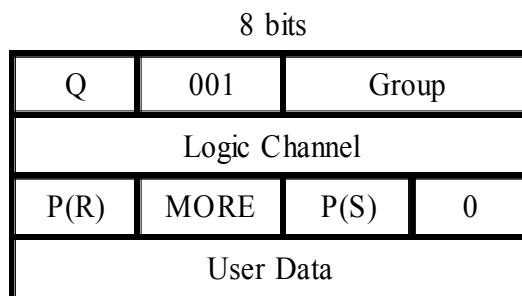 8 bits
Q 001 Group
Logic Channel
P(R) MORE P(S) 0
User Data